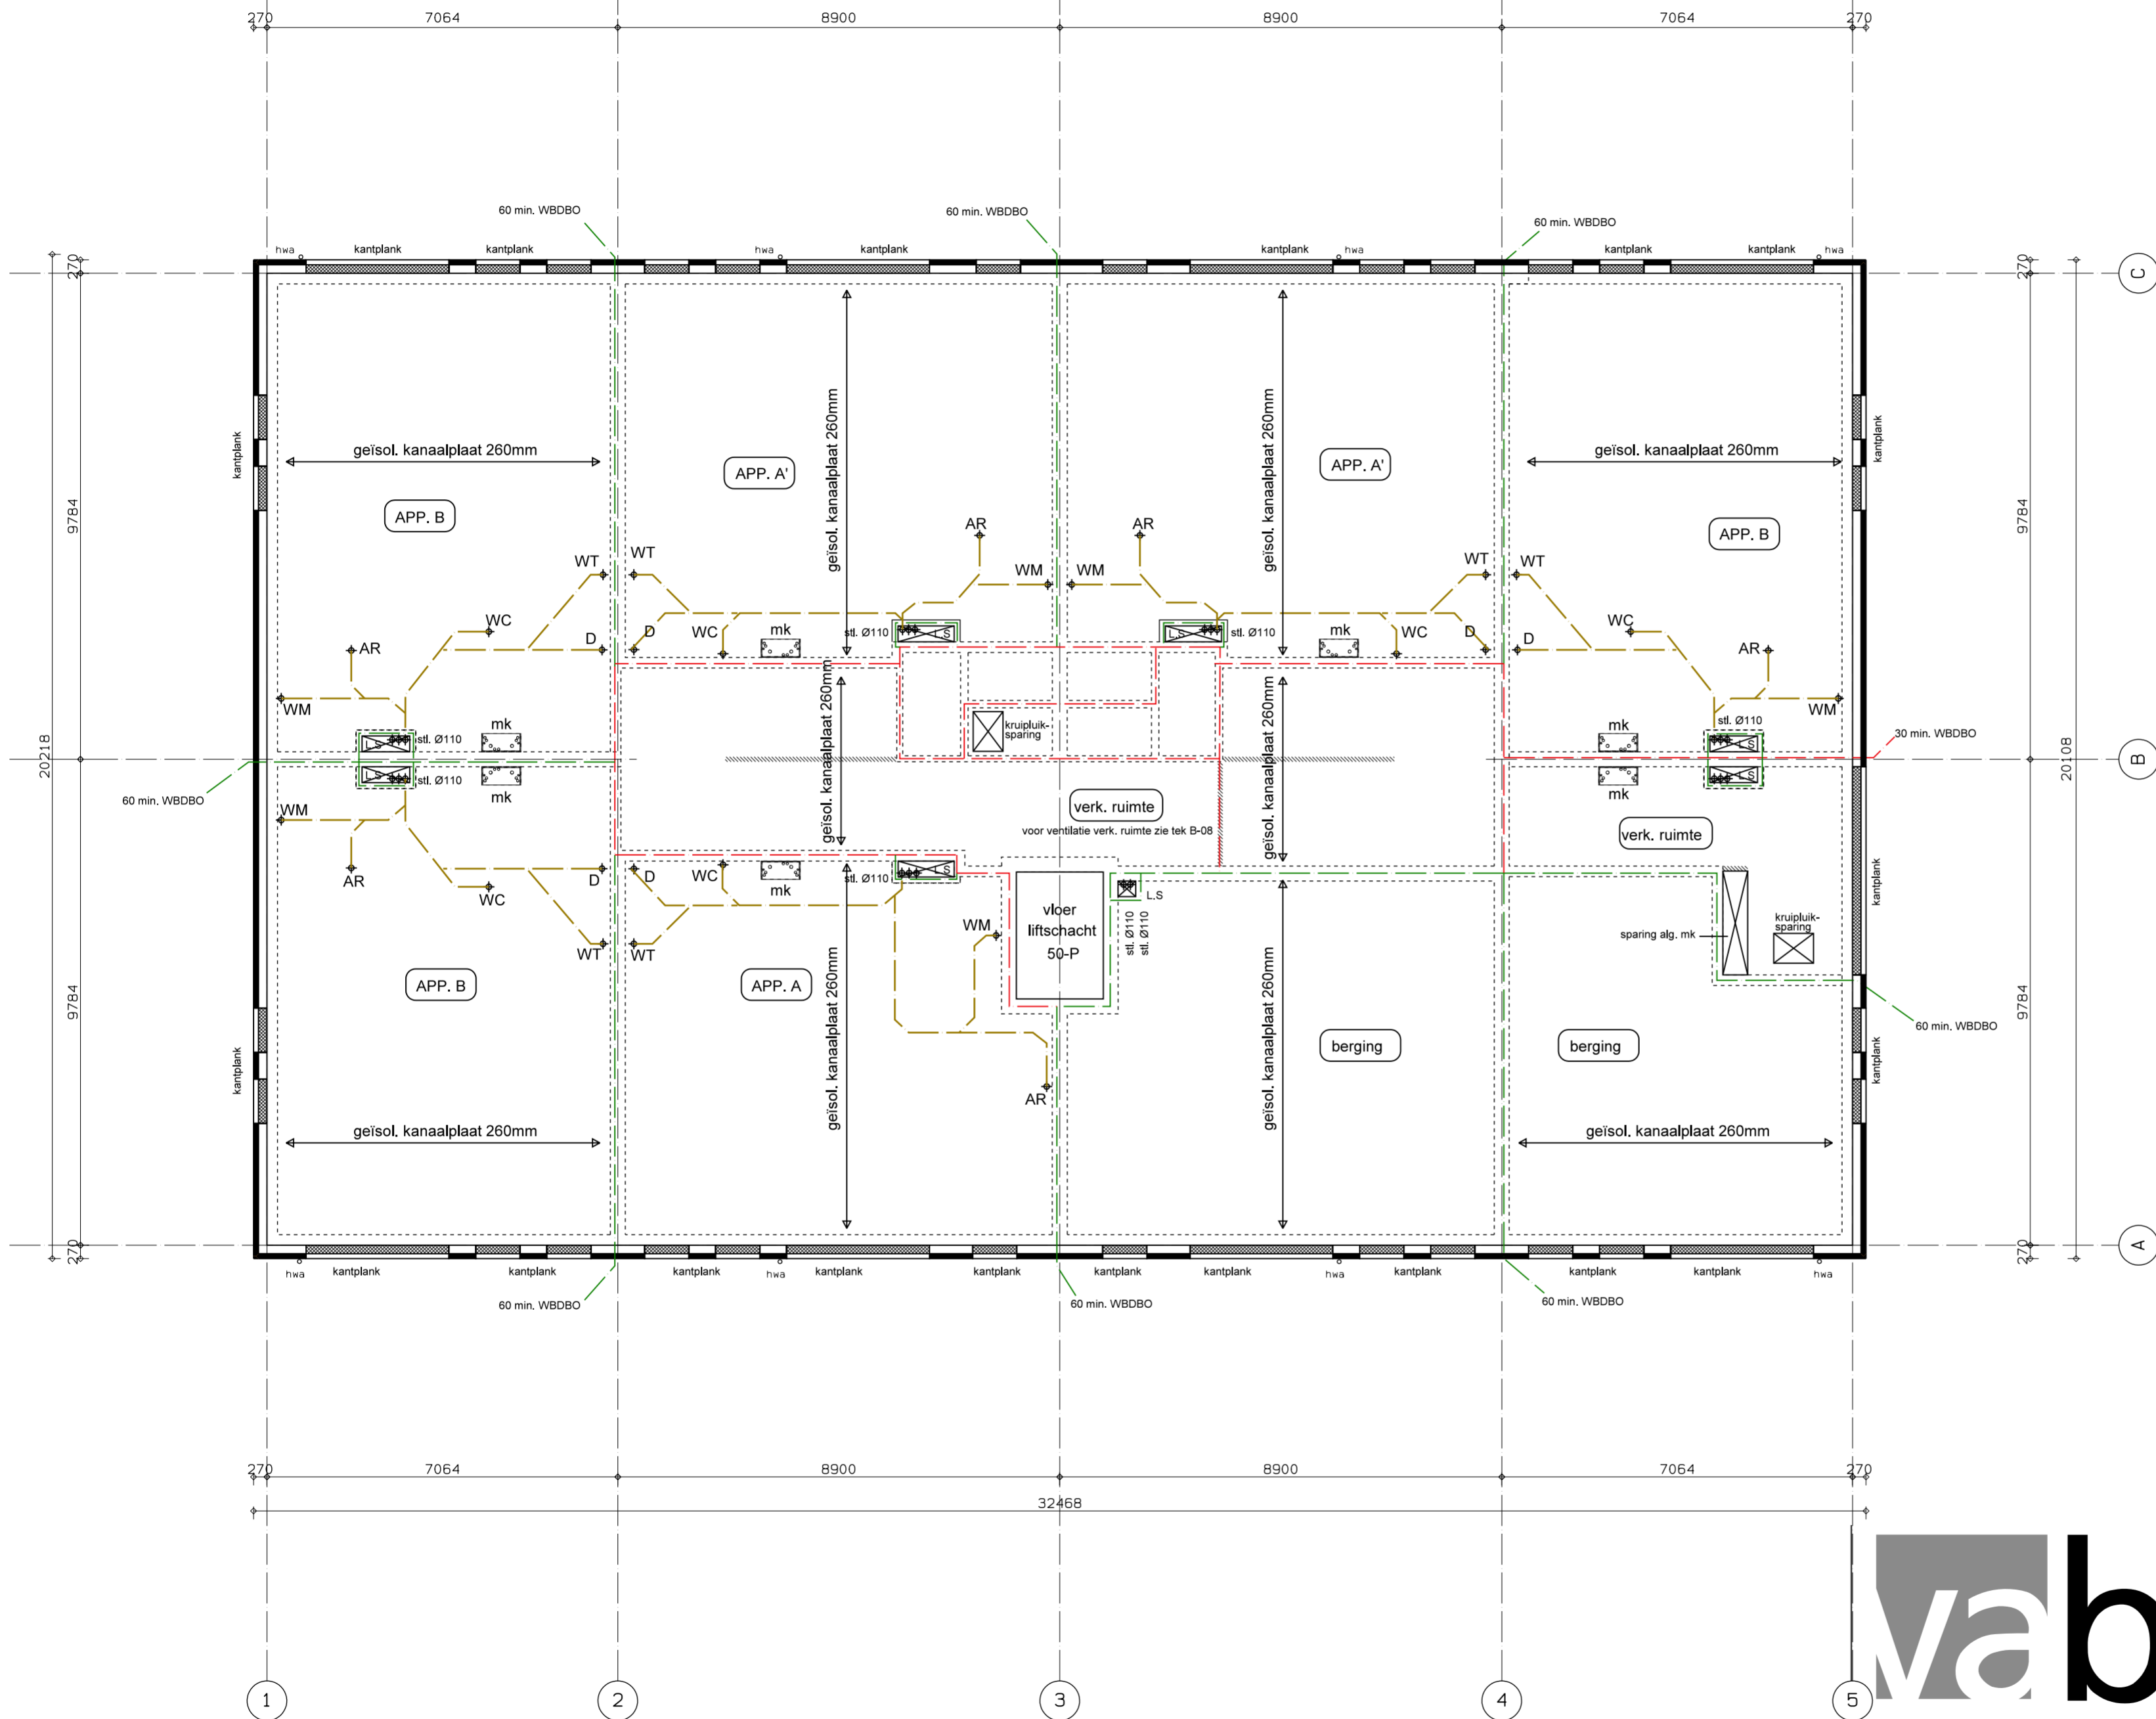 270 7064 8900 8900 7064 270
60 min. WBDBO 60 min. WBDBO 60 min. WBDBO
hwa kantplank kantplank hwa kantplank kantplank hwa kantplank kantplank hwa
270 270 C
kantplank kantplank
geïsol. kanaalplaat 260mm
geïsol. kanaalplaat 260mm
geïsol. kanaalplaat 260mm
geïsol. kanaalplaat 260mm
APP. A' APP. A'
APP. B APP. B
9784 9784
AR AR
WT WT WM WM WT WT
WC D D WC mk L.S stl. Ø110
L.S stl. Ø110 mk WC D D WC
AR AR
geïsol. kanaalplaat 260mm
geïsol. kanaalplaat 260mm
WM WM
kruipluik-
sparing
mk mk
L.S stl. Ø110 stl. Ø110 L.S
30 min. WBDBO
20218 20108 B
L.S stl. Ø110 L.S
mk mk
60 min. WBDBO
WM
verk. ruimte
voor ventilatie verk. ruimte zie tek B-08
verk. ruimte
AR WC D D WC mk stl. Ø110 L.S
kantplank
L.S
stl. Ø110
stl. Ø110
vloer
liftschacht
50-P
WM
kruipluik-
sparing
sparing alg. mk
WT WT
APP. B APP. A
9784 9784
geïsol. kanaalplaat 260mm
geïsol. kanaalplaat 260mm
60 min. WBDBO
berging berging
kantplank kantplank
AR
geïsol. kanaalplaat 260mm
geïsol. kanaalplaat 260mm
270 270 A
hwa kantplank kantplank kantplank hwa kantplank kantplank kantplank kantplank hwa kantplank kantplank kantplank hwa
60 min. WBDBO 60 min. WBDBO 60 min. WBDBO
270 7064 8900 8900 7064 270
32468
vab
1 2 3 4 5